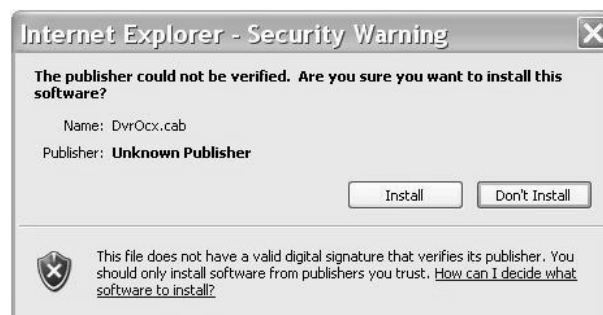 Internet Explorer - Security Warning
The publisher could not be verified.  Are you sure you want to install this
software?
Name: DvrOcx.cab
Publisher: Unknown Publisher
Install Don't Install
This file does not have a valid digital signature that verifies its publisher. You
should only install software from publishers you trust. How can I decide what
software to install?